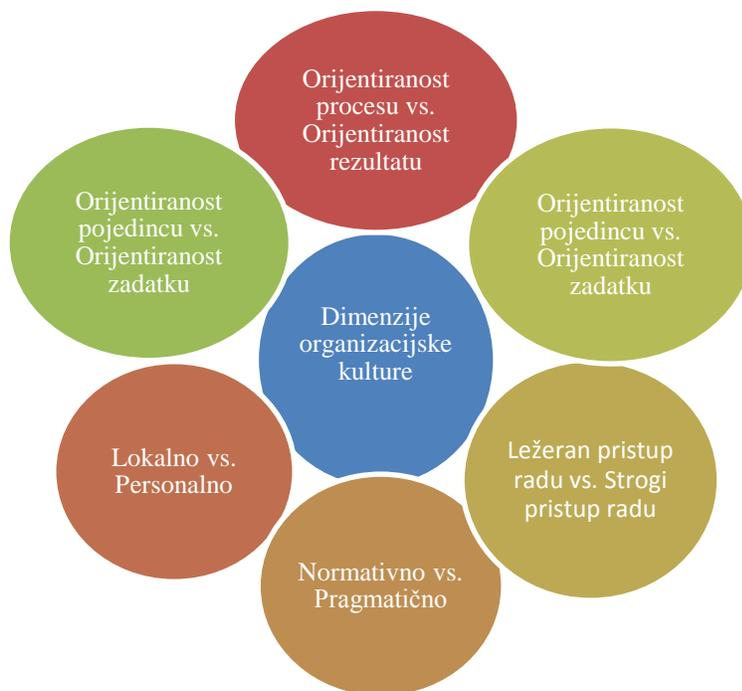 Orijentiranost
procesu vs.
Orijentiranost
rezultatu
Orijentiranost
pojedincu vs.
Orijentiranost
zadatku
Orijentiranost
pojedincu vs.
Orijentiranost
zadatku
Dimenzije
organizacijske
kulture
Lokalno vs.
Personalno
Ležeran pristup
radu vs. Strogi
pristup radu
Normativno vs.
Pragmatično